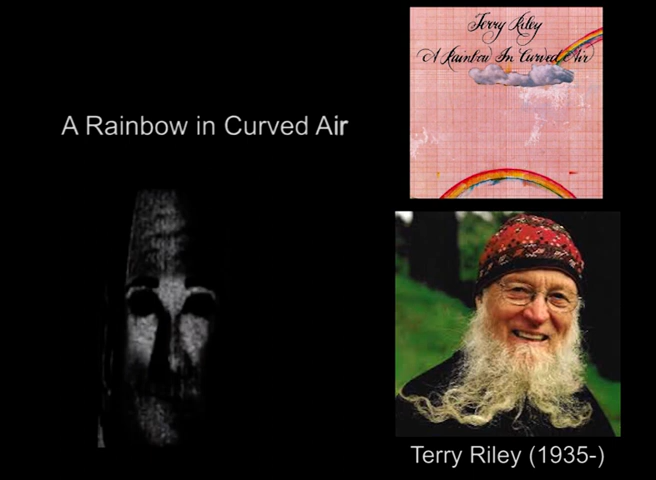 Terry Riley
A Rainbow In Curved Air
A Rainbow in Curved Air
Terry Riley (1935-)